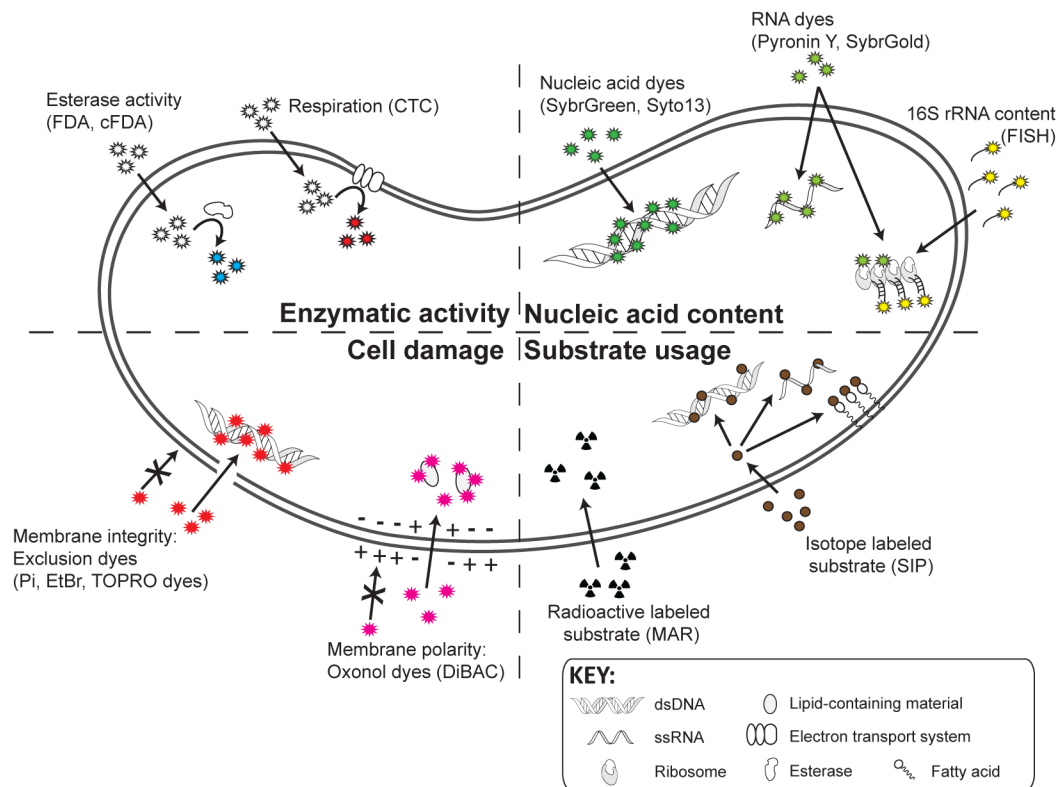 RNA dyes
(Pyronin Y, SybrGold)
Nucleic acid dyes
(SybrGreen, Syto13)
Esterase activity
(FDA, cFDA)
Respiration (CTC)
16S rRNA content
(FISH)
Enzymatic activity
Nucleic acid content
Cell damage
Substrate usage
- - - + + + - -
+ + + - - + +
Membrane integrity:
Exclusion dyes
(Pi, EtBr, TOPRO dyes)
Isotope labeled
substrate (SIP)
Radioactive labeled
substrate (MAR)
Membrane polarity:
Oxonol dyes (DiBAC)
KEY:
dsDNA
Lipid-containing material
ssRNA
Electron transport system
Ribosome
Esterase
Fatty acid